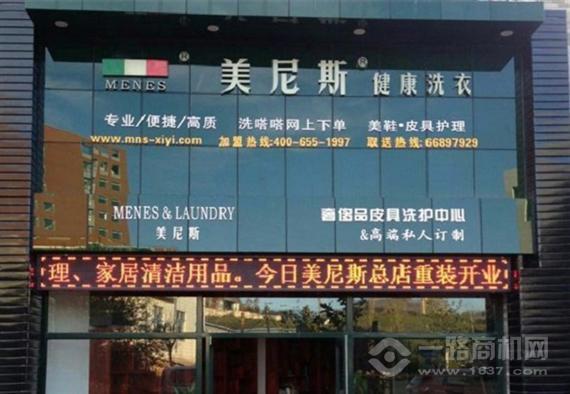 MENES ® 美尼斯® 健康洗衣
专业/便捷/高质 洗嗒嗒网上下单 美鞋·皮具护理
www.mns-xiyi.com 加盟热线:400-655-1997 联送热线:66897929
MENES & LAUNDRY 奢侈品皮具洗护中心
美尼斯 &高端私人订制
理、家居清洁用品。今日美尼斯总店重装开业
一路商机网
www.1637.com